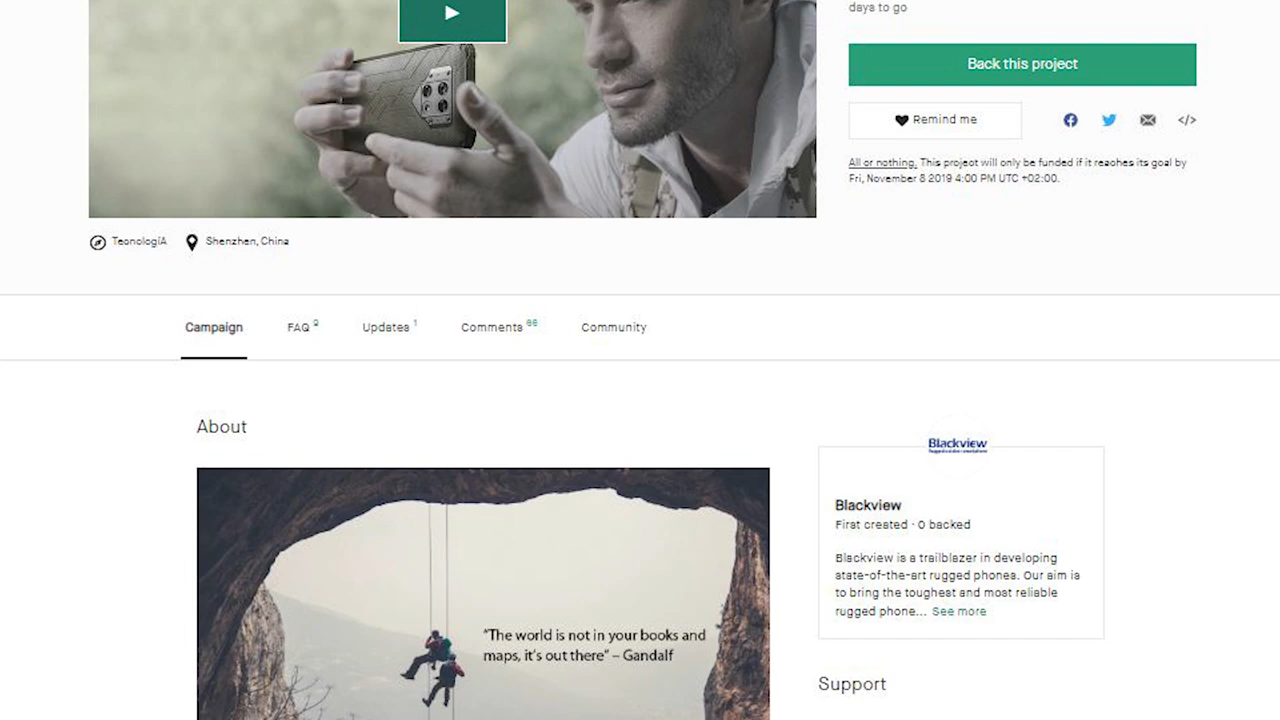 days to go
Back this project
Remind me
All or nothing. This project will only be funded if it reaches its goal by
Fri, November 8 2019 4:00 PM UTC +02:00.
TecnologíA
Shenzhen, China
Campaign
FAQ 9
Updates 1
Comments 66
Community
About
"The world is not in your books and
maps, it's out there" – Gandalf
Blackview
Blackview
First created · 0 backed
Blackview is a trailblazer in developing
state-of-the-art rugged phones. Our aim is
to bring the toughest and most reliable
rugged phone... See more
Support